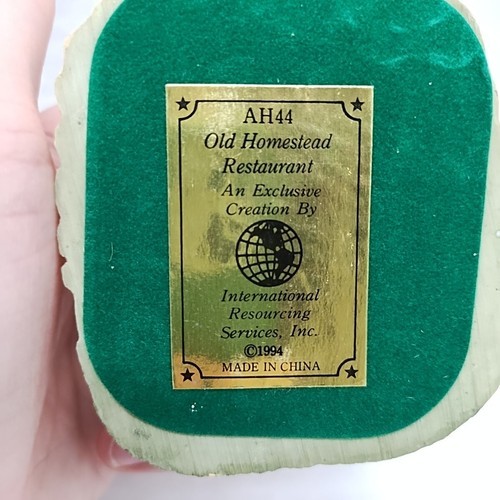 AH44
Old Homestead
Restaurant
An Exclusive
Creation By
International
Resourcing
Services, Inc.
©1994
MADE IN CHINA